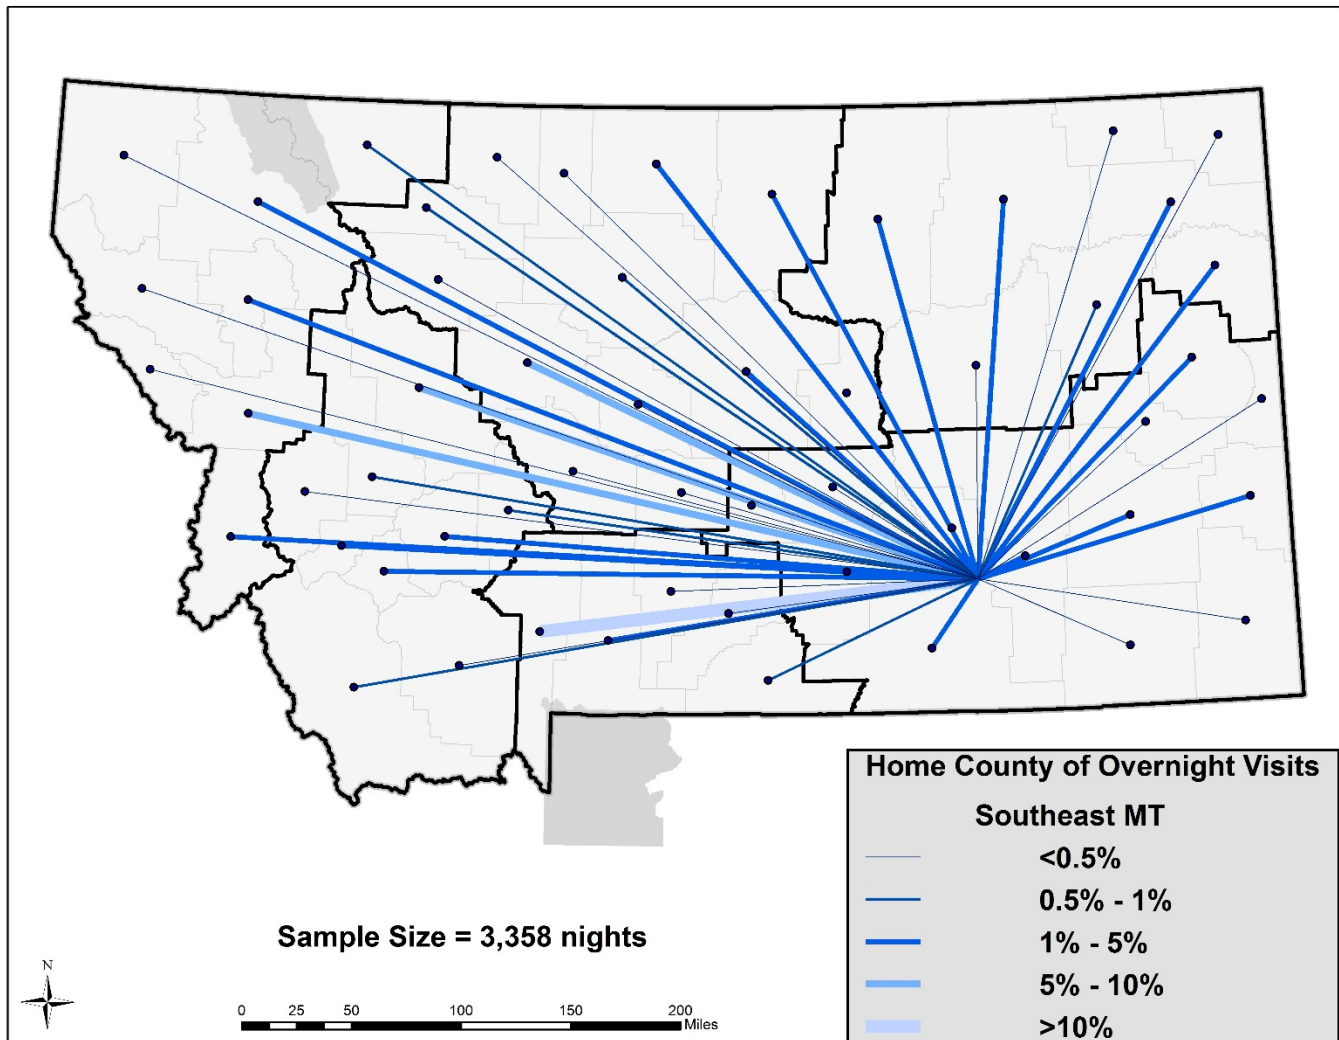 Home County of Overnight Visits
Southeast MT
<0.5%
0.5% - 1%
1% - 5%
5% - 10%
>10%
Sample Size = 3,358 nights
N
0 25 50 100 150 200
Miles